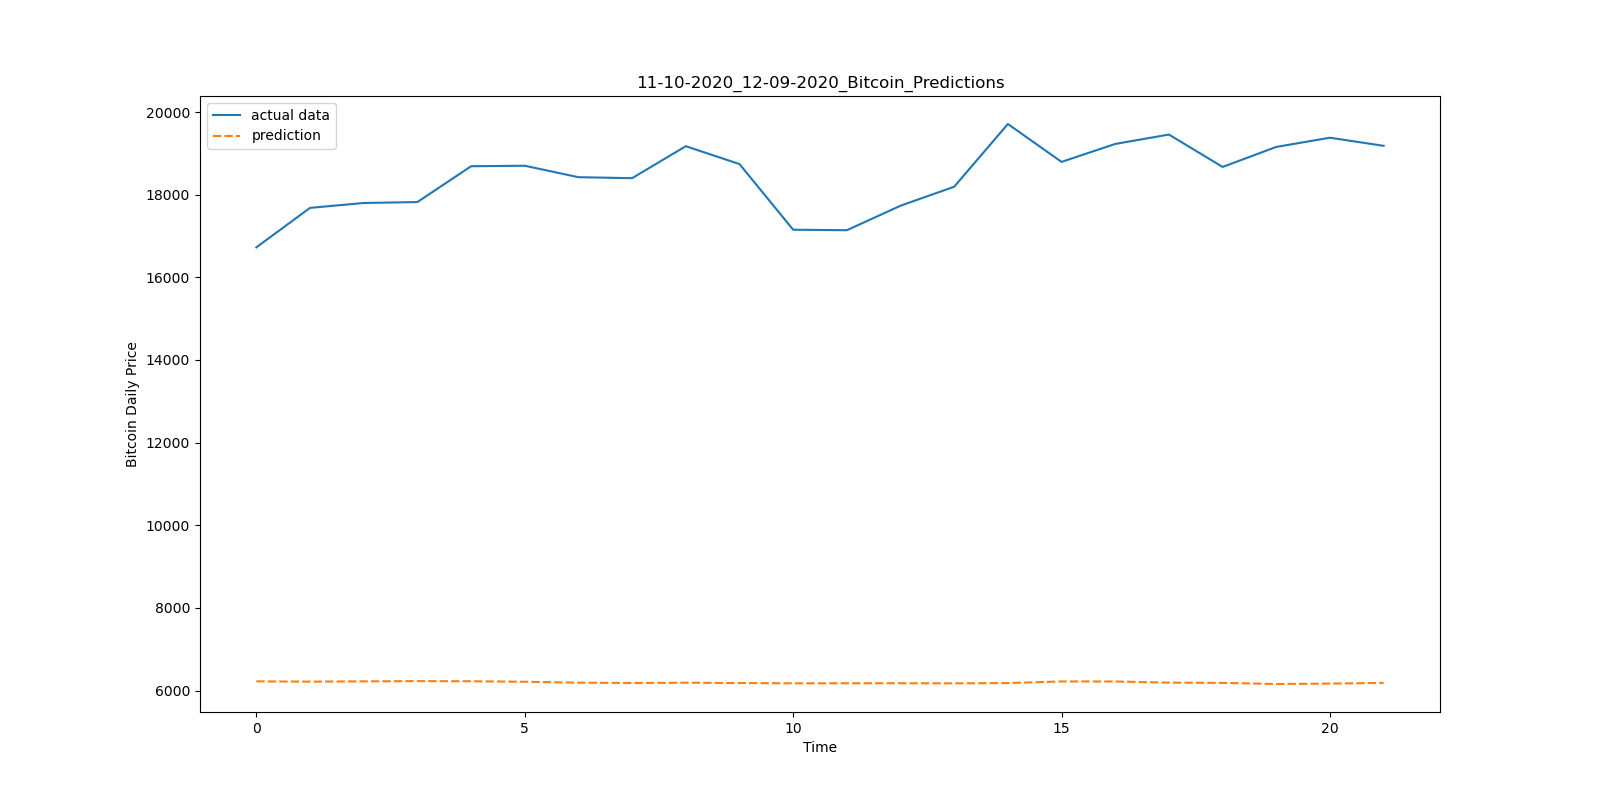 11-10-2020_12-09-2020_Bitcoin_Predictions
actual data
prediction
20000
18000
16000
14000
12000
10000
8000
6000
Bitcoin Daily Price
0 5 10 15 20
Time